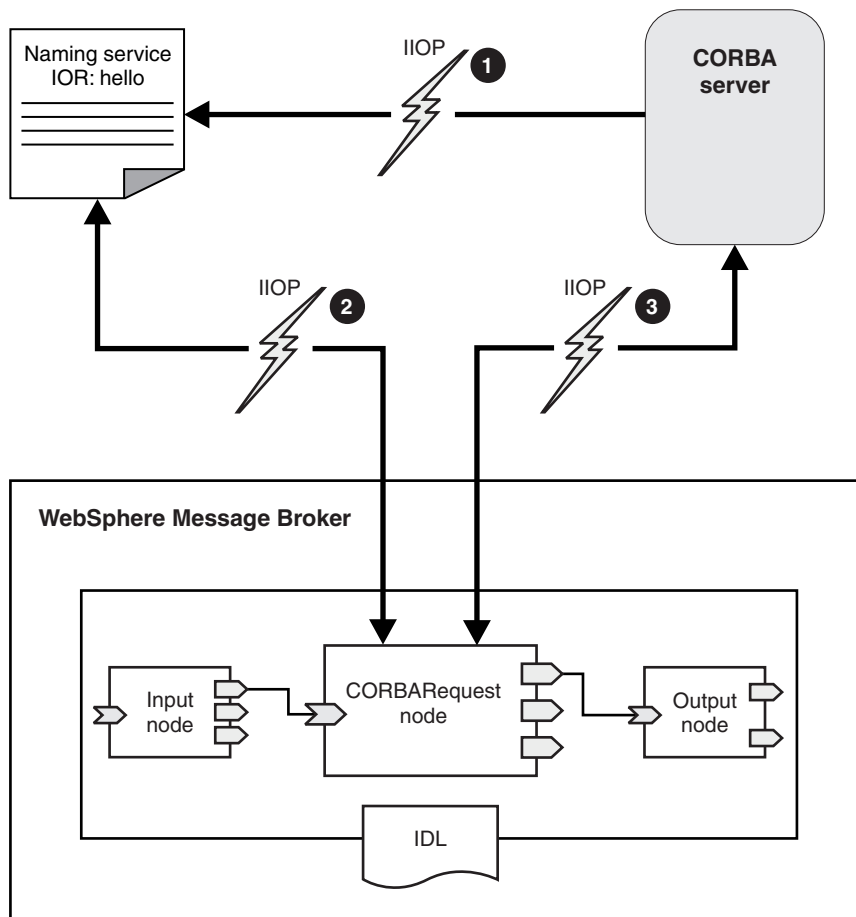 Naming service
IOR: hello
IIOP
1
CORBA
server
IIOP
2
IIOP
3
WebSphere Message Broker
Input
node
CORBARequest
node
Output
node
IDL